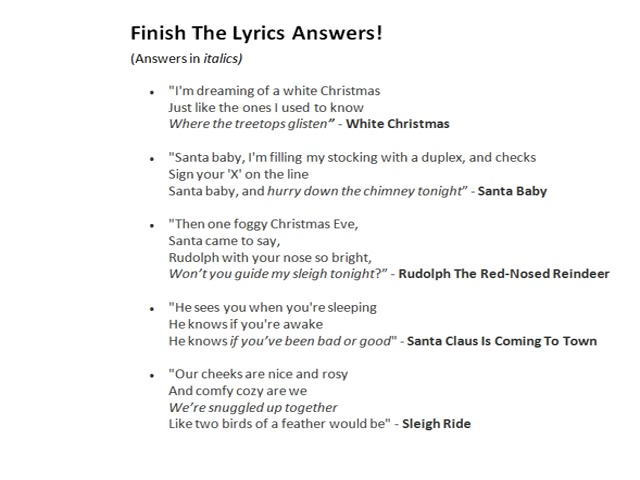 Finish The Lyrics Answers!
(Answers in italics)
• "I'm dreaming of a white Christmas
Just like the ones I used to know
Where the treetops glisten” - White Christmas
• "Santa baby, I'm filling my stocking with a duplex, and checks
Sign your 'X' on the line
Santa baby, and hurry down the chimney tonight” - Santa Baby
• "Then one foggy Christmas Eve,
Santa came to say,
Rudolph with your nose so bright,
Won’t you guide my sleigh tonight?” - Rudolph The Red-Nosed Reindeer
• "He sees you when you're sleeping
He knows if you're awake
He knows if you’ve been bad or good" - Santa Claus Is Coming To Town
• "Our cheeks are nice and rosy
And comfy cozy are we
We’re snuggled up together
Like two birds of a feather would be" - Sleigh Ride